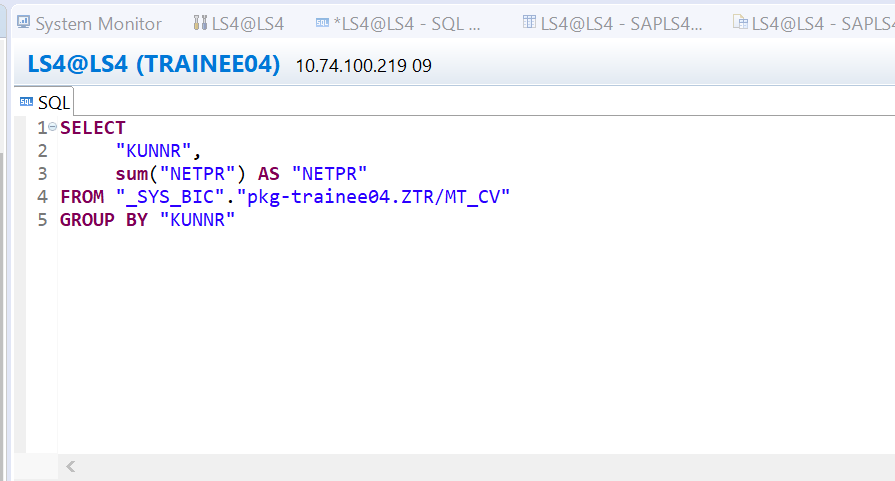 System Monitor LS4@LS4 *LS4@LS4 - SQL ... LS4@LS4 - SAPLS4... LS4@LS4 - SAPLS4
LS4@LS4 (TRAINEE04) 10.74.100.219 09
SQL SQL
1 SELECT
2 "KUNNR",
3 sum("NETPR") AS "NETPR"
4 FROM "_SYS_BIC"."pkg-trainee04.ZTR/MT_CV"
5 GROUP BY "KUNNR"